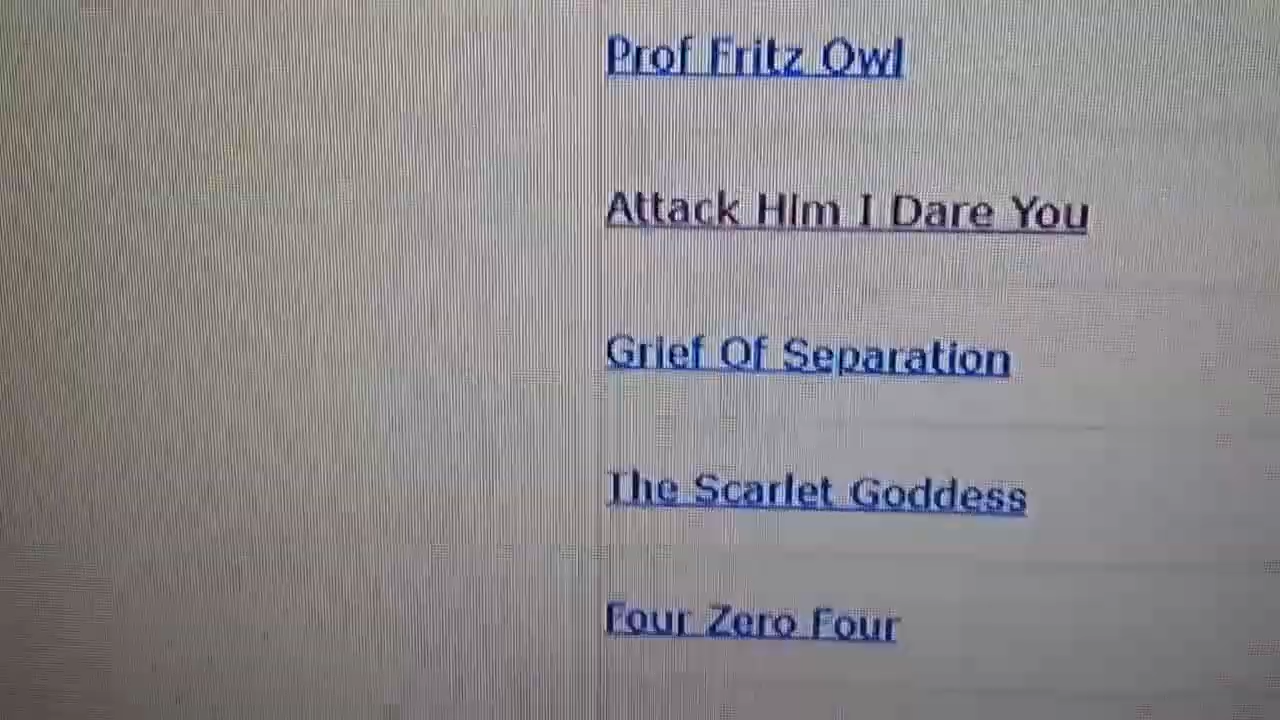 Prof Fritz Owl
Attack Him I Dare You
Grief Of Separation
The Scarlet Goddess
Four Zero Four